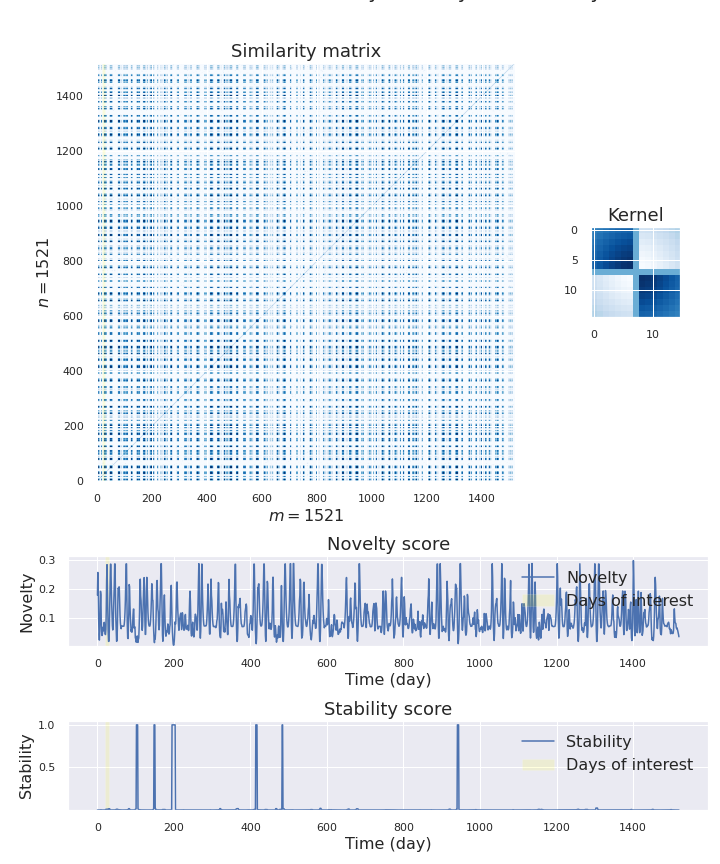 Similarity matrix
1400
1200
1000
800
600
400
200
0
n = 1521
0 200 400 600 800 1000 1200 1400
m = 1521
Kernel
0
5
10
0 10
Novelty score
0.3
0.2
0.1
Novelty
Novelty
Days of interest
0 200 400 600 800 1000 1200 1400
Time (day)
Stability score
1.0
0.5
Stability
Stability
Days of interest
0 200 400 600 800 1000 1200 1400
Time (day)